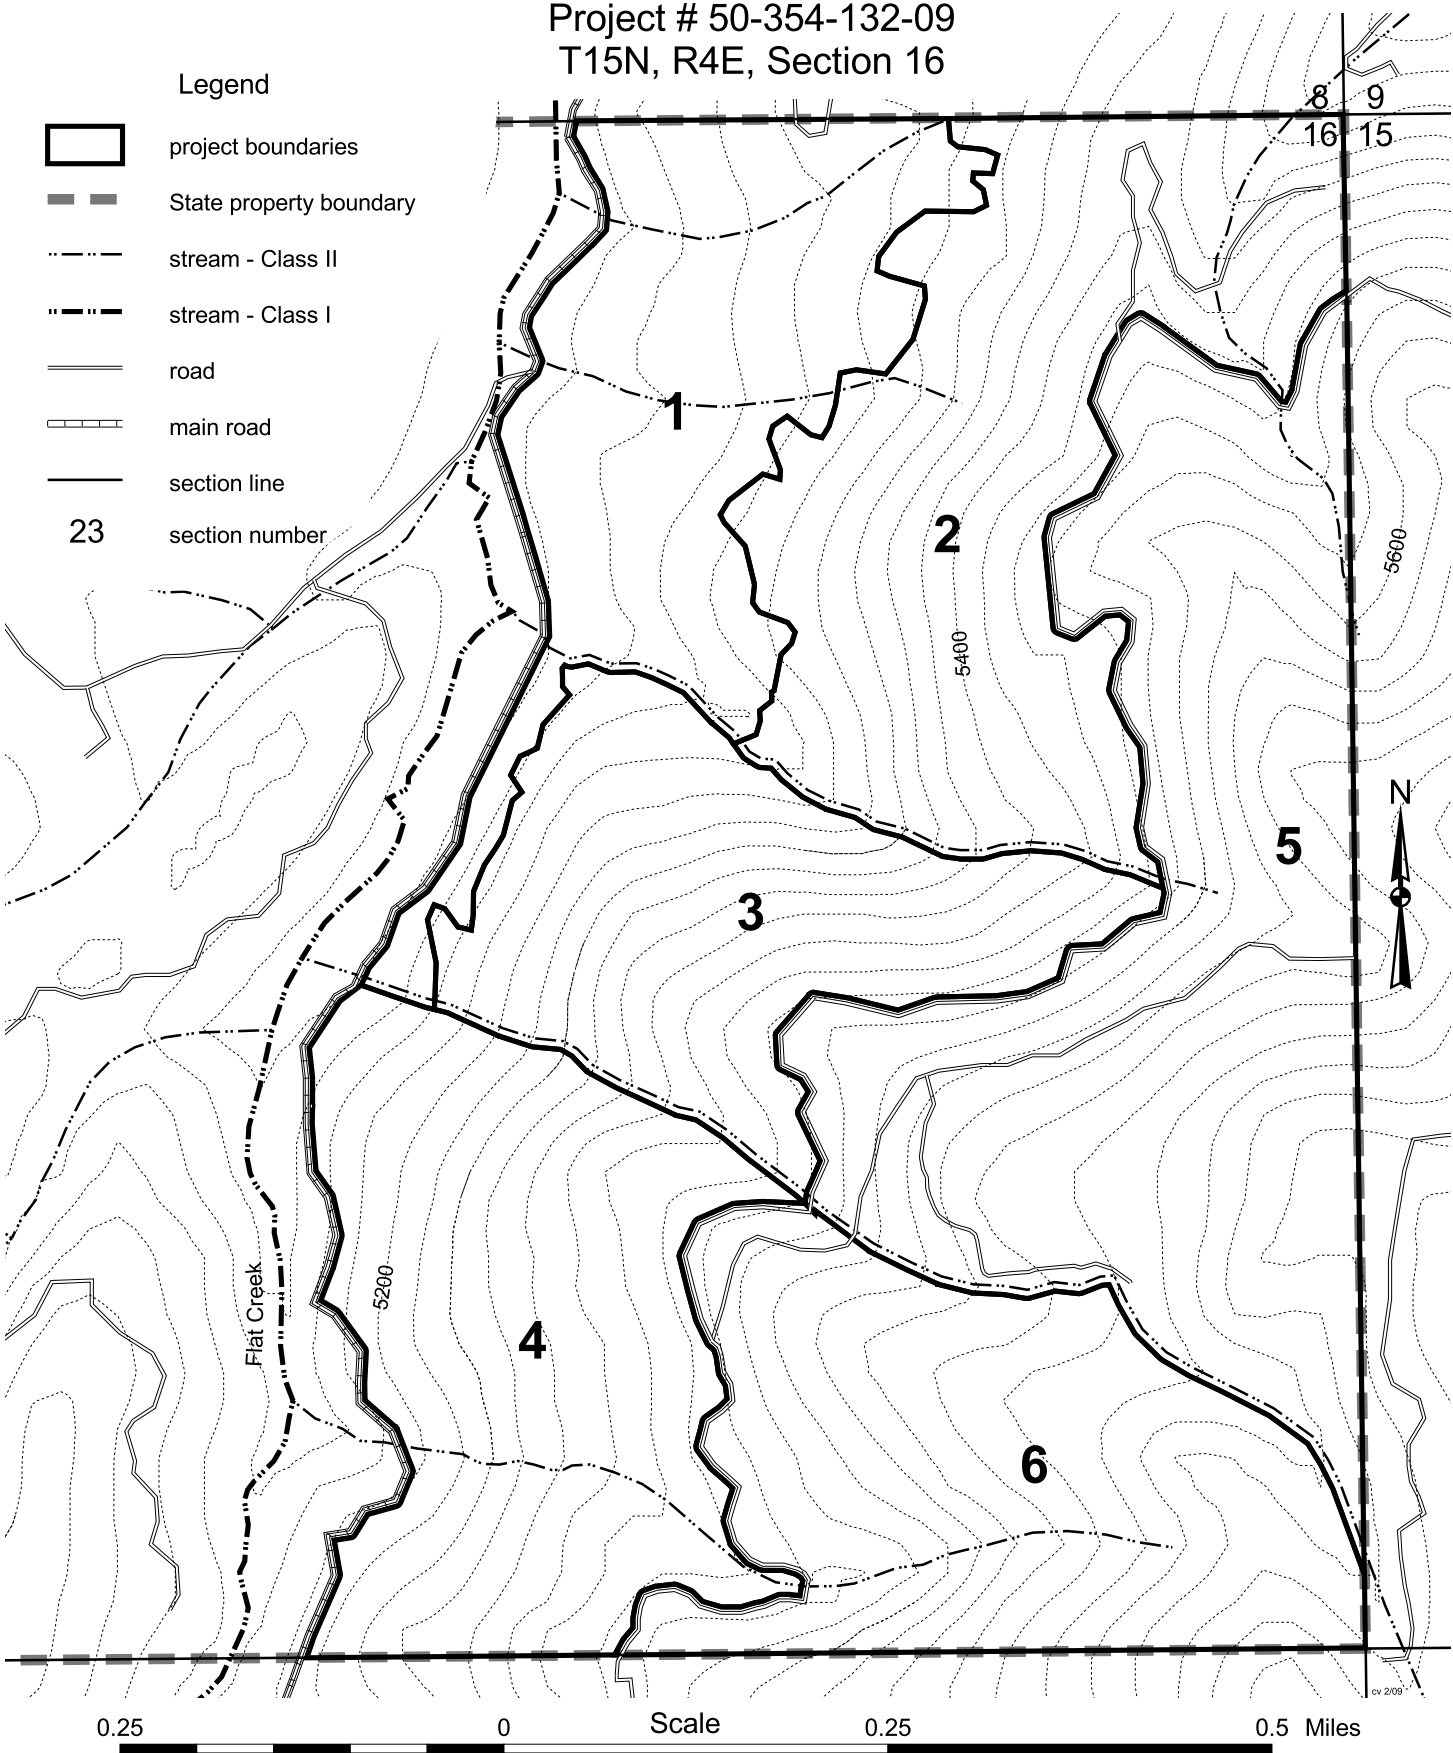 Project # 50-354-132-09
T15N, R4E, Section 16
Legend
project boundaries
State property boundary
stream - Class II
stream - Class I
road
main road
section line
23 section number
8 9
16 15
1
2
5600
5400
N
5
3
5200
Flat Creek
4
6
cv 2/09
0.25 0 Scale 0.25 0.5 Miles